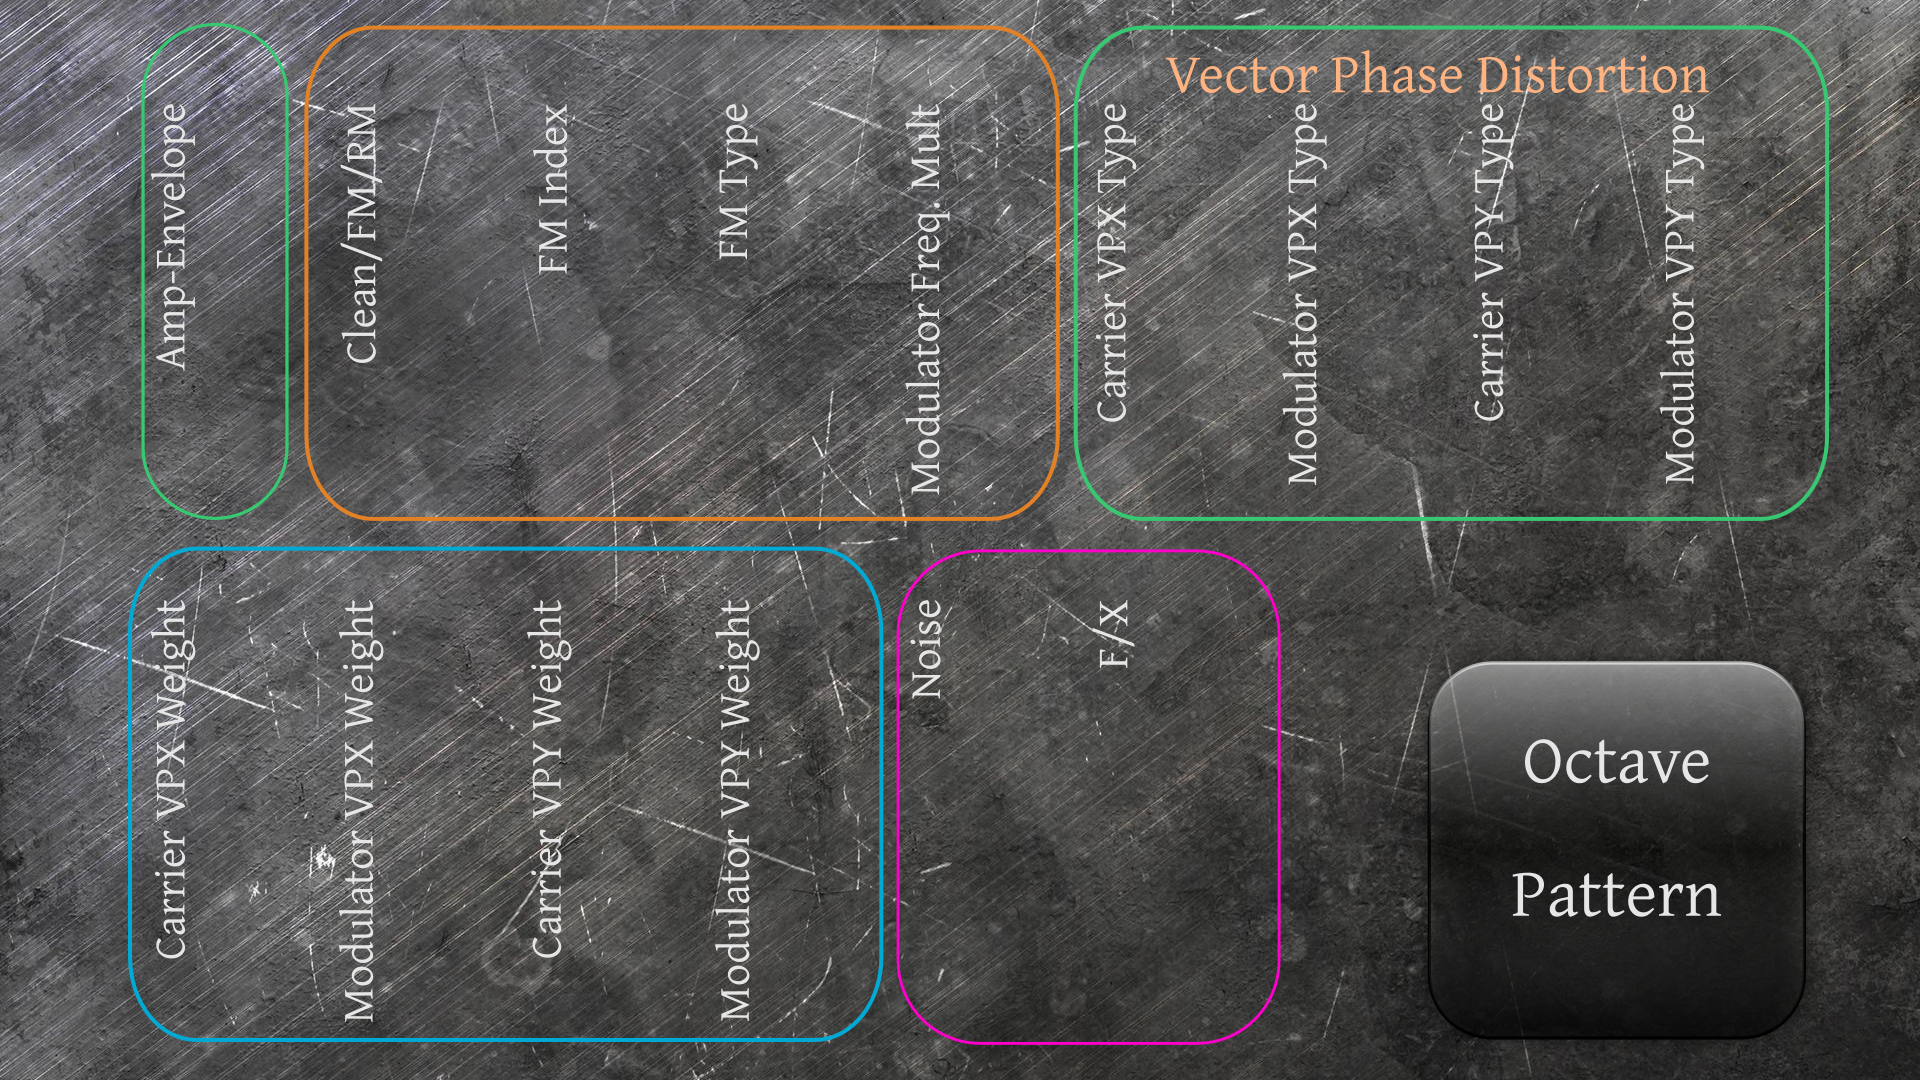 Vector Phase Distortion
Amp-Envelope
Clean/FM/RM
FM Index
FM Type
Modulator Freq. Mult
Carrier VPX Type
Modulator VPX Type
Carrier VPY Type
Modulator VPY Type
Carrier VPX Weight
Modulator VPX Weight
Carrier VPY Weight
Modulator VPY Weight
Noise
F/X
Octave
Pattern